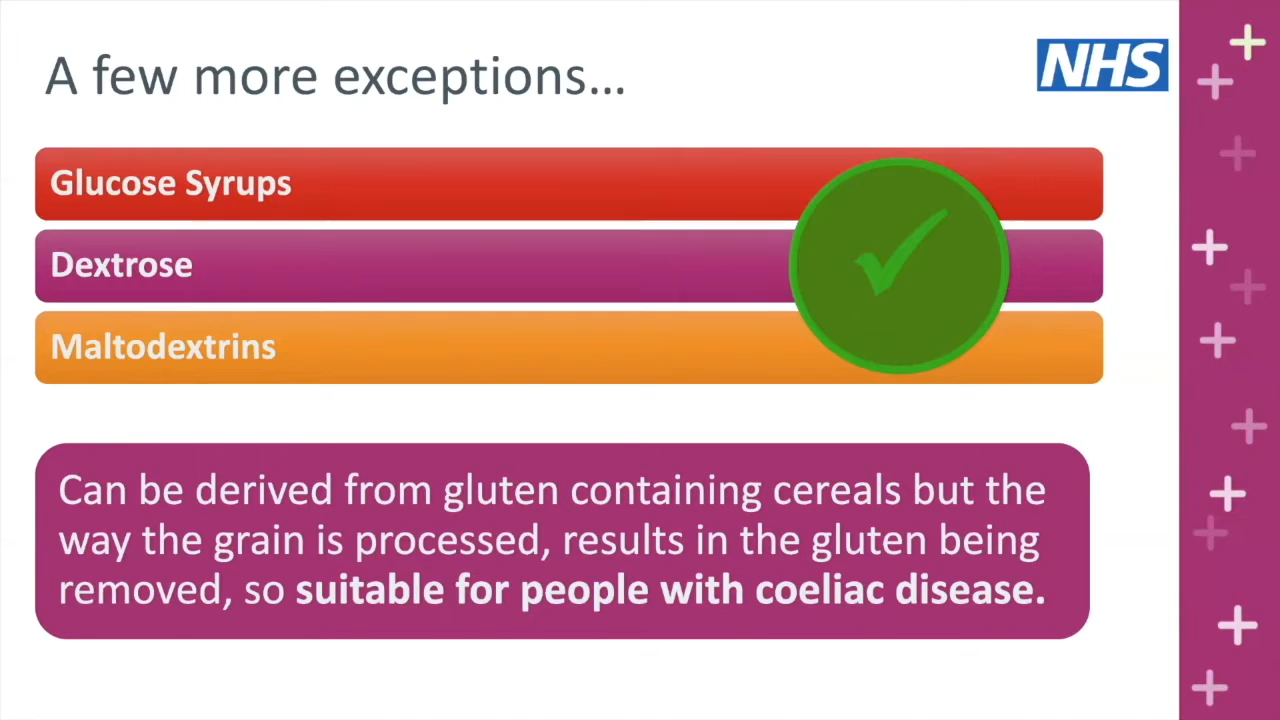 A few more exceptions...
NHS
Glucose Syrups
Dextrose
Maltodextrins
Can be derived from gluten containing cereals but the
way the grain is processed, results in the gluten being
removed, so suitable for people with coeliac disease.